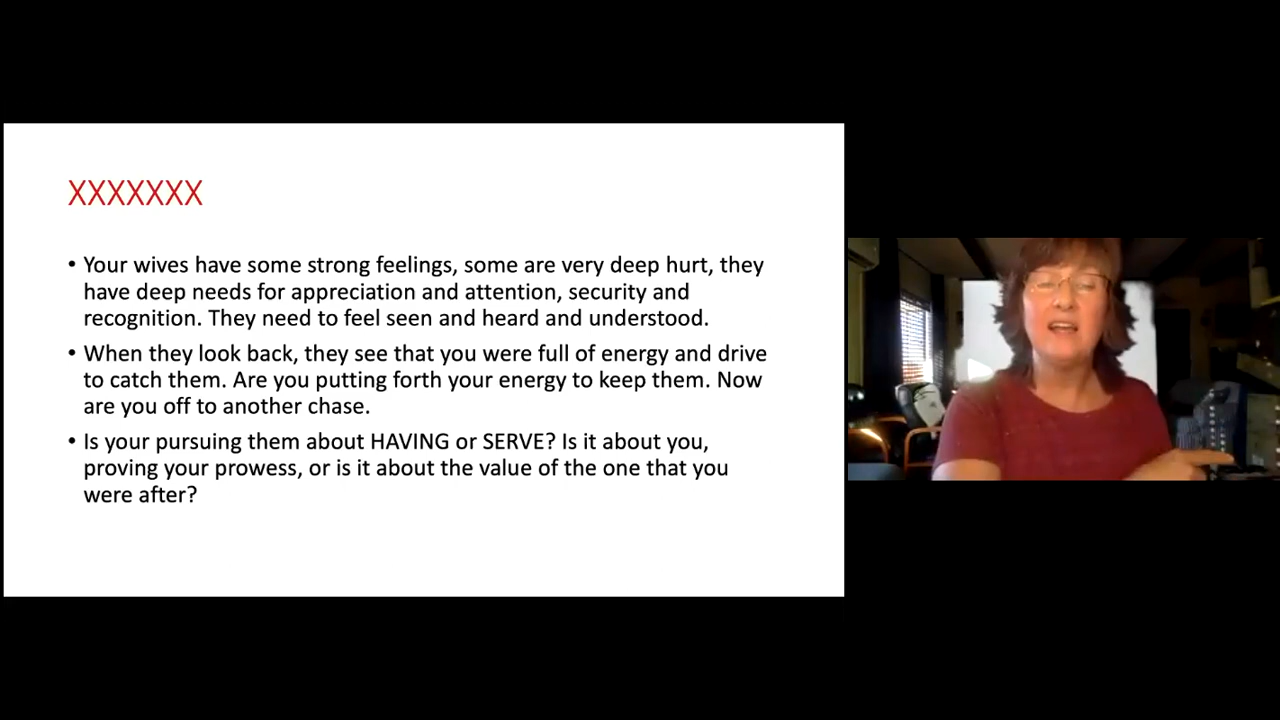 XXXXXXX
• Your wives have some strong feelings, some are very deep hurt, they
have deep needs for appreciation and attention, security and
recognition. They need to feel seen and heard and understood.
• When they look back, they see that you were full of energy and drive
to catch them. Are you putting forth your energy to keep them. Now
are you off to another chase.
• Is your pursuing them about HAVING or SERVE? Is it about you,
proving your prowess, or is it about the value of the one that you
were after?